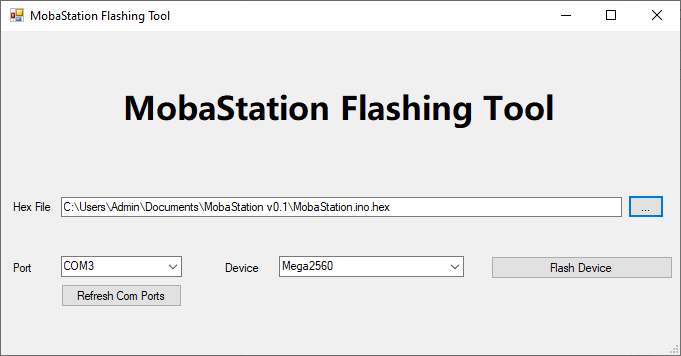 MobaStation Flashing Tool
MobaStation Flashing Tool
Hex File C:\Users\Admin\Documents\MobaStation v0.1\MobaStation.ino.hex ...
Port COM3 Device Mega2560 Flash Device
Refresh Com Ports